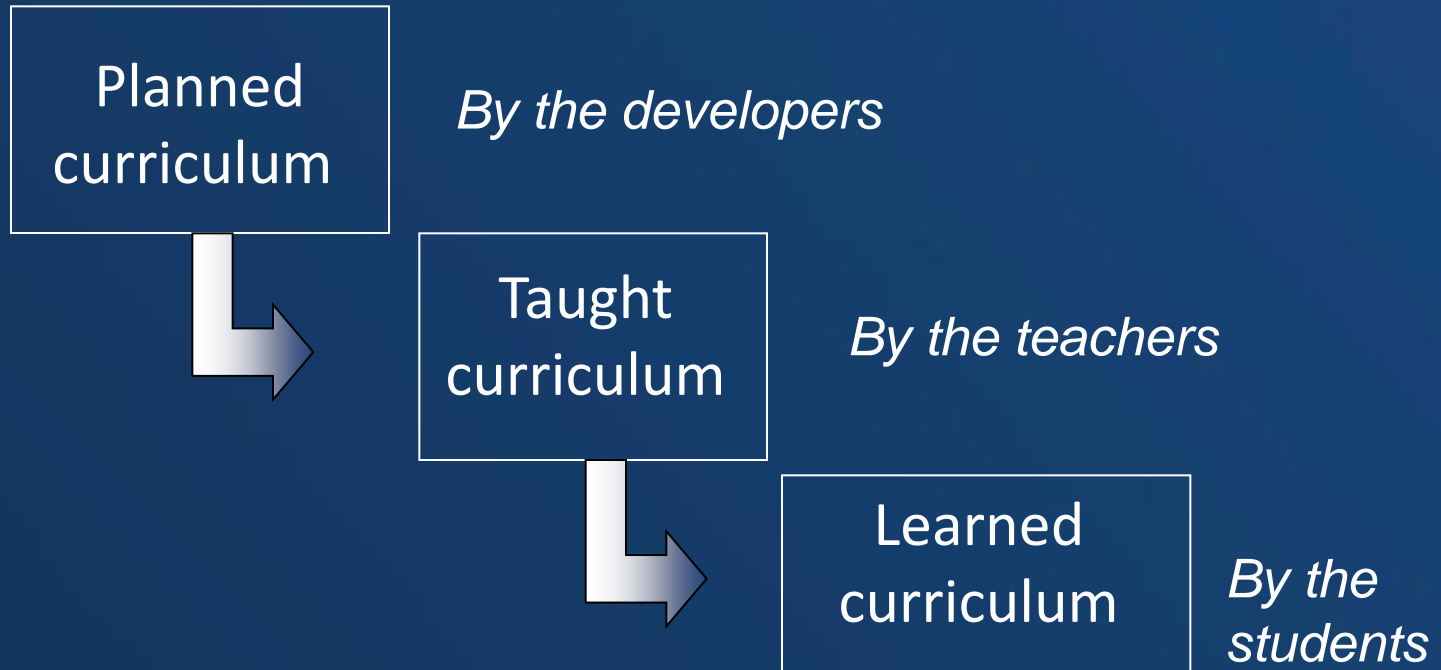 Planned
curriculum
By the developers
Taught
curriculum
By the teachers
Learned
curriculum
By the
students